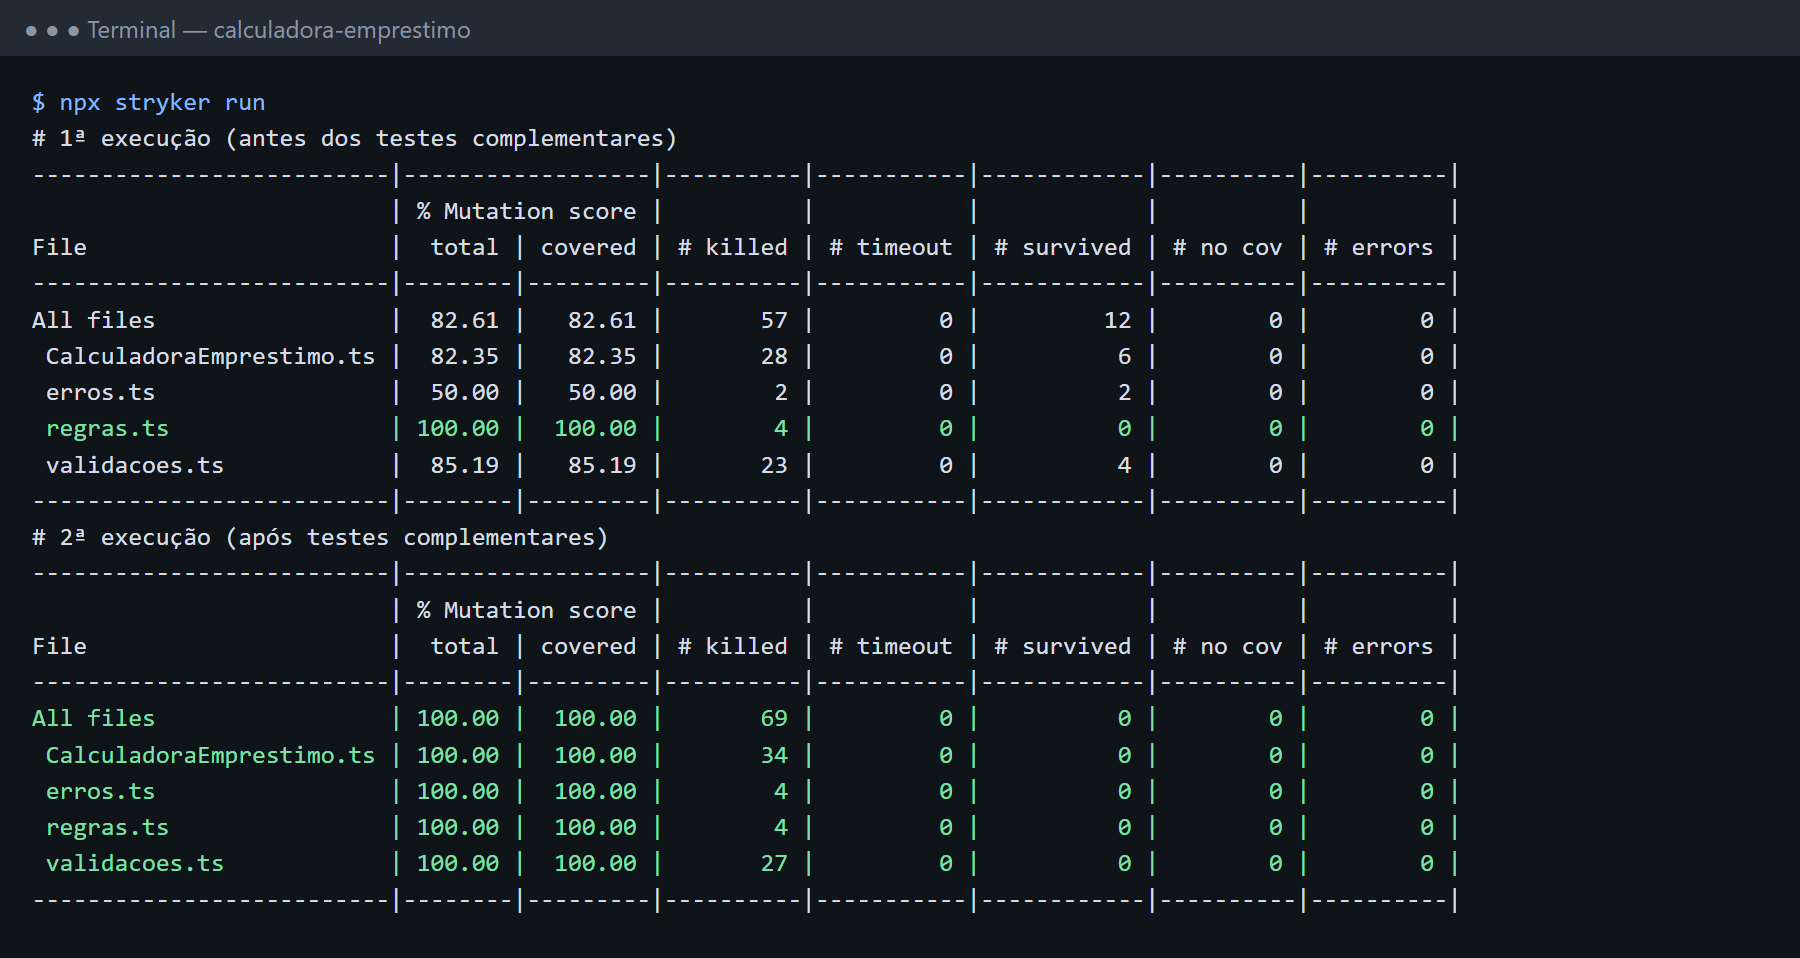 ● ● ● Terminal — calculadora-emprestimo
$ npx stryker run
# 1ª execução (antes dos testes complementares)
--------------------------|------------------|----------|-----------|------------|----------|----------|
                          | % Mutation score |          |           |            |          |          |
File                      |  total | covered | # killed | # timeout | # survived | # no cov | # errors |
--------------------------|--------|---------|----------|-----------|------------|----------|----------|
All files                 |  82.61 |   82.61 |       57 |         0 |         12 |        0 |        0 |
 CalculadoraEmprestimo.ts |  82.35 |   82.35 |       28 |         0 |          6 |        0 |        0 |
 erros.ts                 |  50.00 |   50.00 |        2 |         0 |          2 |        0 |        0 |
 regras.ts                | 100.00 |  100.00 |        4 |         0 |          0 |        0 |        0 |
 validacoes.ts            |  85.19 |   85.19 |       23 |         0 |          4 |        0 |        0 |
--------------------------|--------|---------|----------|-----------|------------|----------|----------|
# 2ª execução (após testes complementares)
--------------------------|------------------|----------|-----------|------------|----------|----------|
                          | % Mutation score |          |           |            |          |          |
File                      |  total | covered | # killed | # timeout | # survived | # no cov | # errors |
--------------------------|--------|---------|----------|-----------|------------|----------|----------|
All files                 | 100.00 |  100.00 |       69 |         0 |          0 |        0 |        0 |
 CalculadoraEmprestimo.ts | 100.00 |  100.00 |       34 |         0 |          0 |        0 |        0 |
 erros.ts                 | 100.00 |  100.00 |        4 |         0 |          0 |        0 |        0 |
 regras.ts                | 100.00 |  100.00 |        4 |         0 |          0 |        0 |        0 |
 validacoes.ts            | 100.00 |  100.00 |       27 |         0 |          0 |        0 |        0 |
--------------------------|--------|---------|----------|-----------|------------|----------|----------|